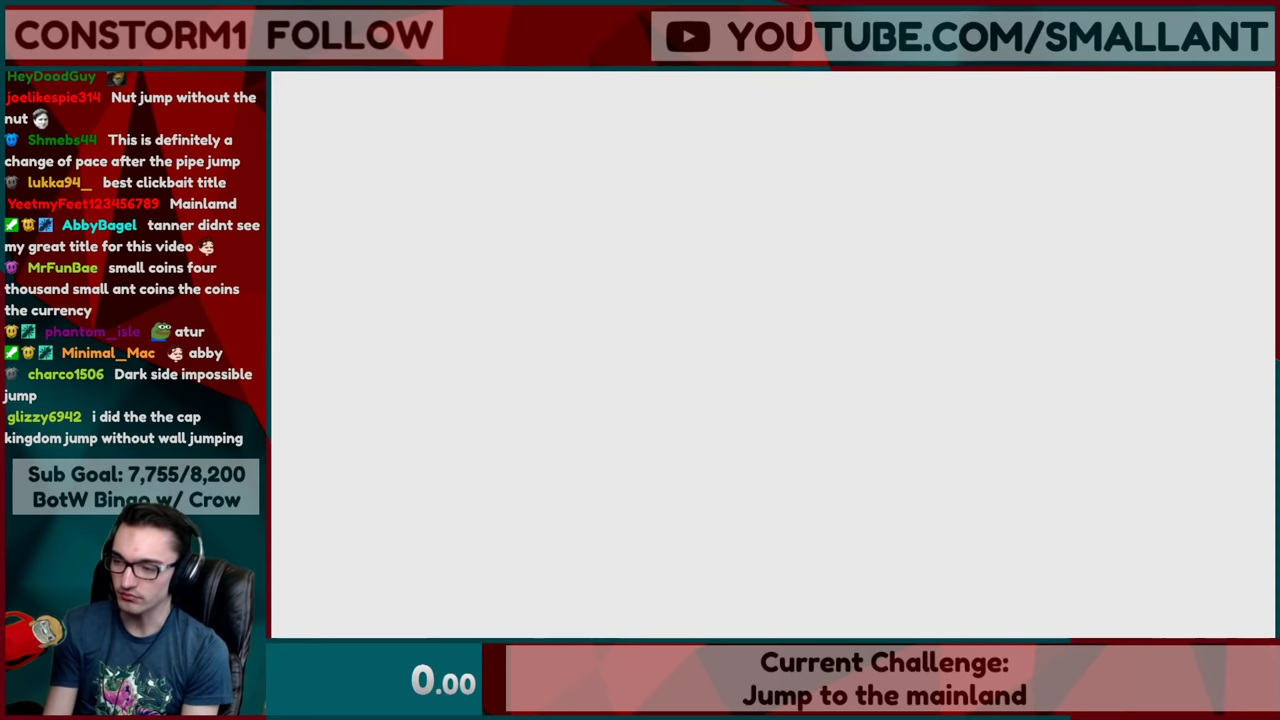 CONSTORM1 FOLLOW
YOUTUBE.COM/SMALLANT
HeyDoodGuy
joelikespie314 Nut jump without the
nut
Shmebs44 This is definitely a
change of pace after the pipe jump
lukka94_ best clickbait title
YeetmyFeet123456789 Mainlamd
AbbyBagel tanner didnt see
my great title for this video
MrFunBae small coins four
thousand small ant coins the coins
the currency
phantom_isle atur
Minimal_Mac abby
charco1506 Dark side impossible
jump
glizzy6942 i did the the cap
kingdom jump without wall jumping
Sub Goal: 7,755/8,200
BotW Bingo w/ Crow
0.00
Current Challenge:
Jump to the mainland